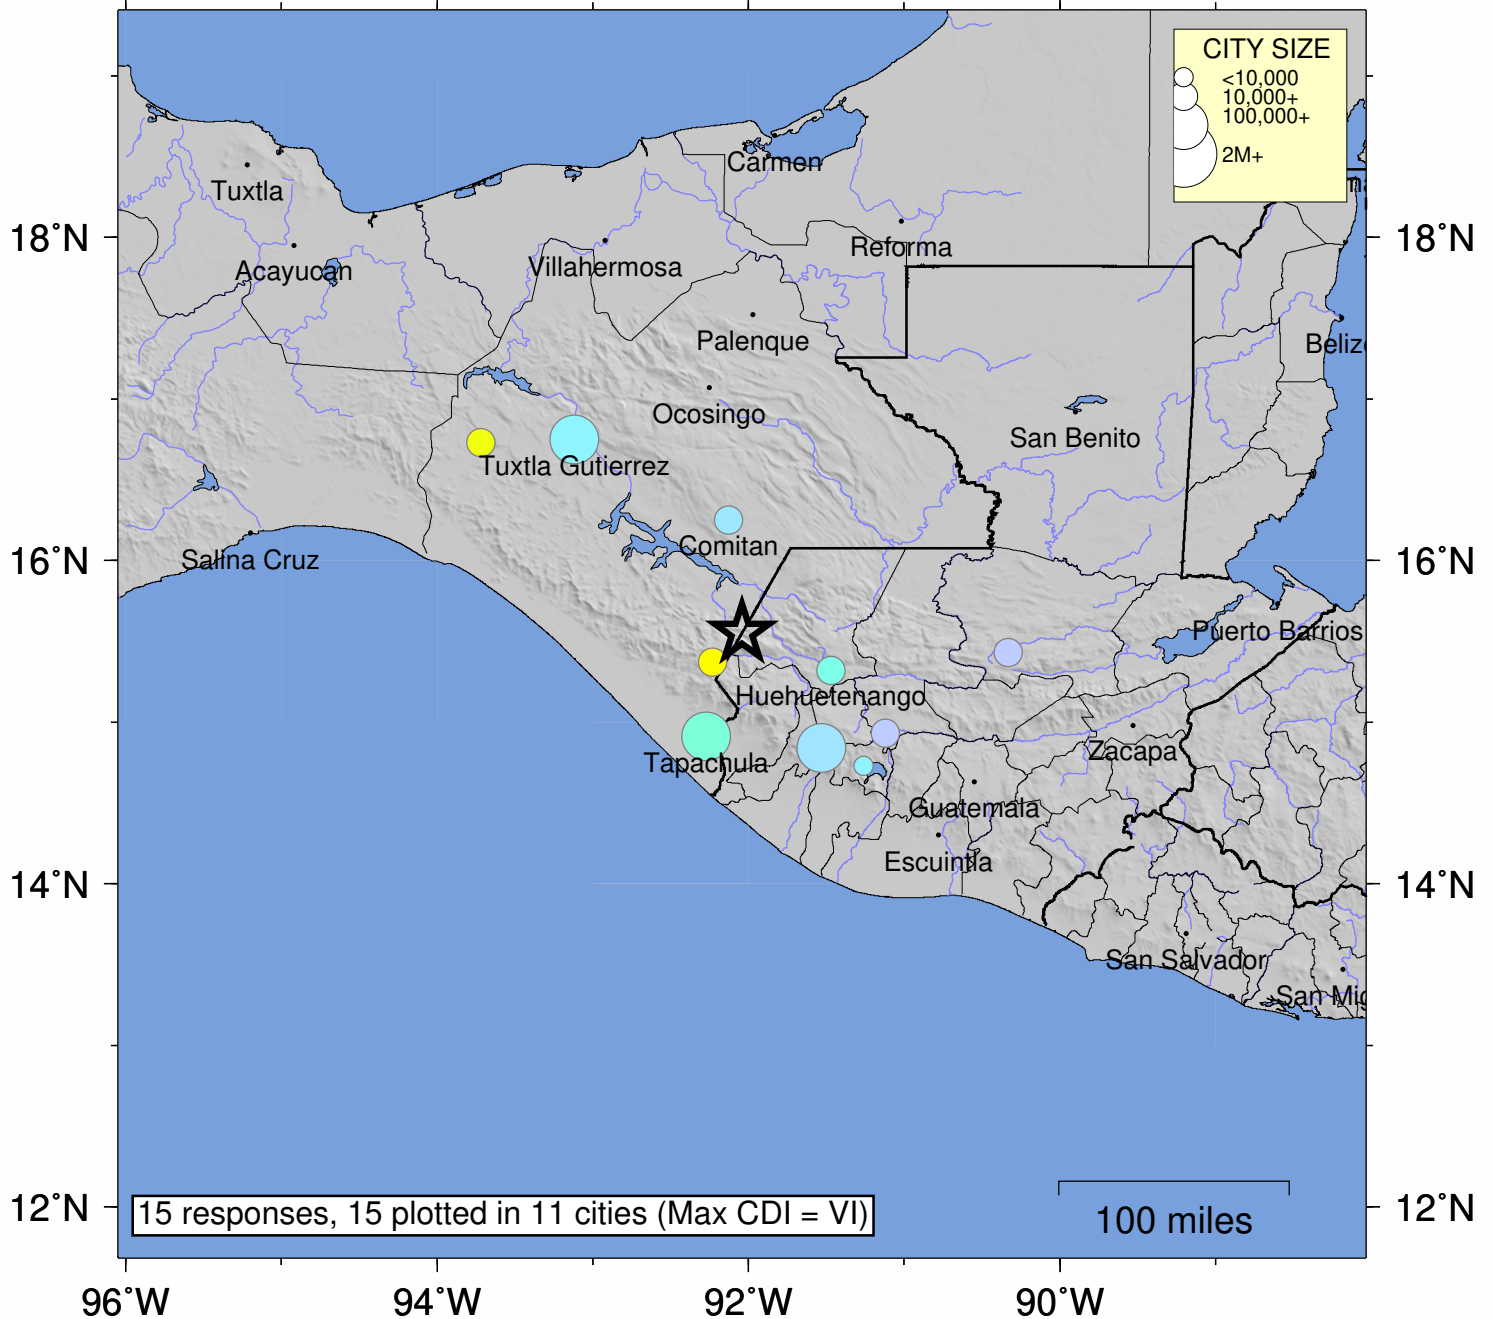 CITY SIZE
<10,000
10,000+
100,000+
2M+
Carmen
Tuxtla
18°N
18°N
Reforma
Acayucan
Villahermosa
Palenque
Ocosingo
San Benito
Tuxtla Gutierrez
Comitan
Salina Cruz
16°N
16°N
Puerto Barrios
Huehuetenango
Zacapa
Tapachula
Guatemala
Escuintla
14°N
14°N
San Salvador
15 responses, 15 plotted in 11 cities (Max CDI = VI)
100 miles
12°N
12°N
96°W
94°W
92°W
90°W